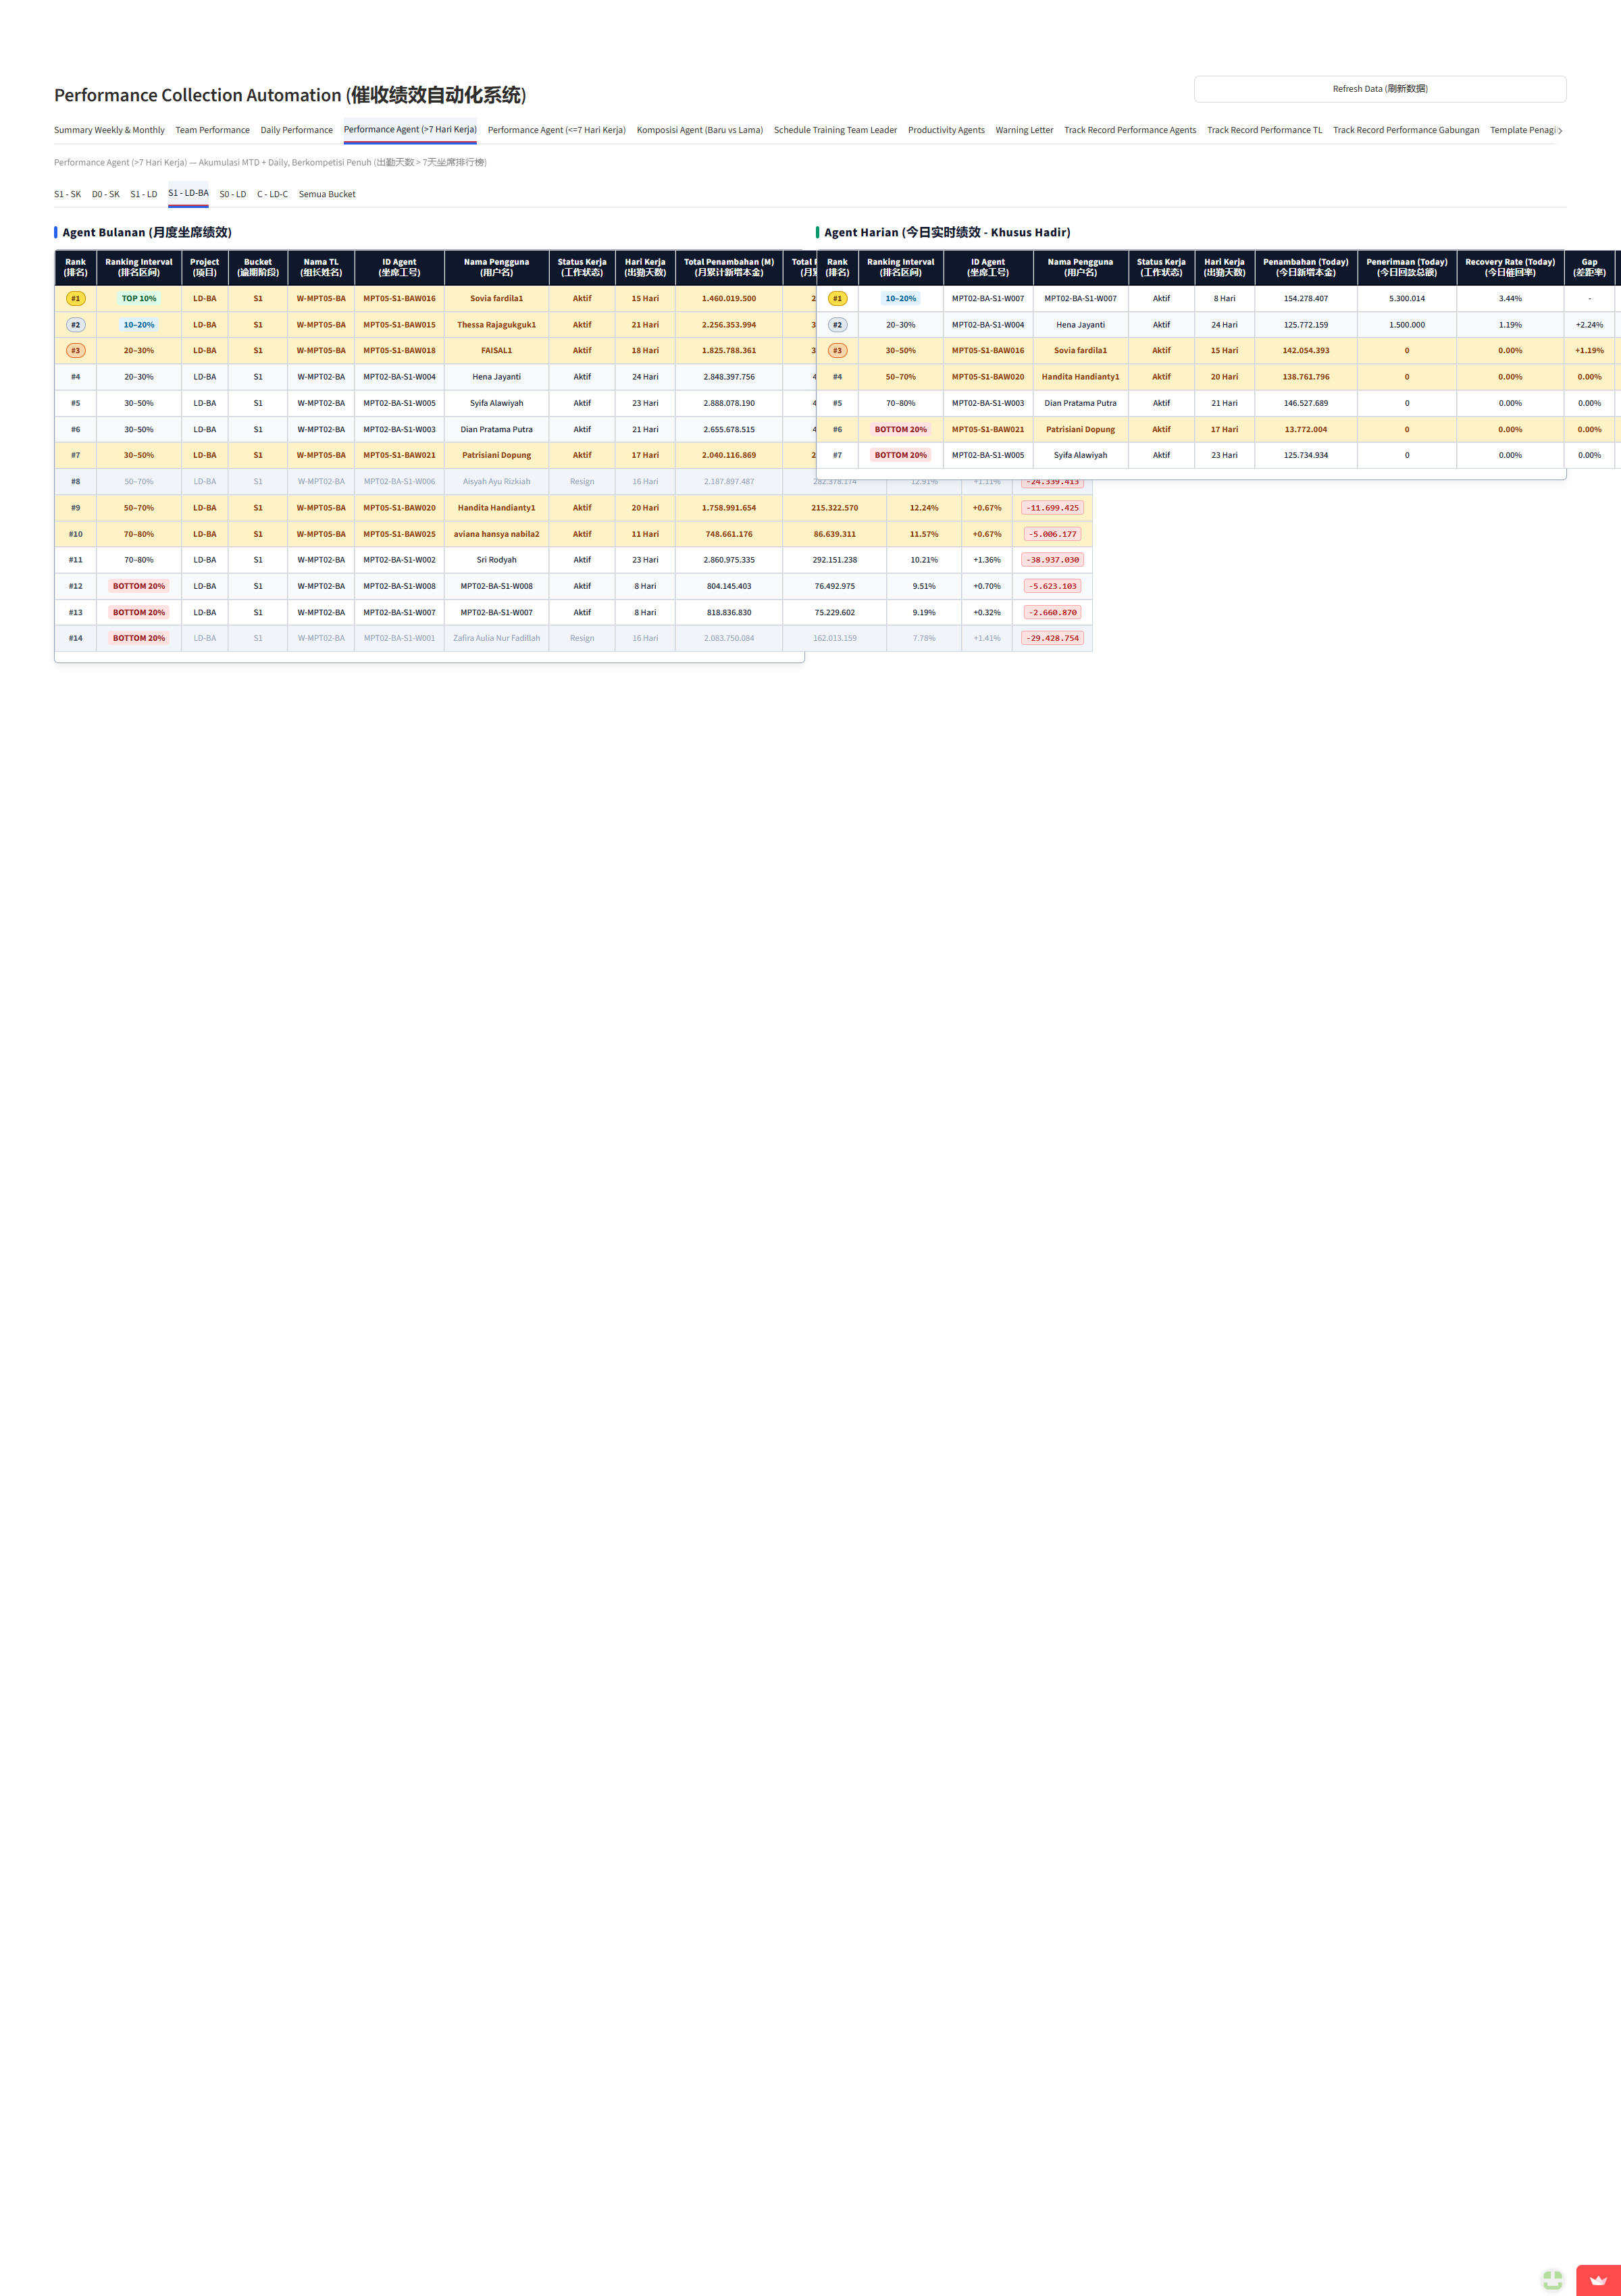 Performance Collection Automation (催收绩效自动化系统)
Refresh Data (刷新数据)
Summary Weekly & Monthly Team Performance Daily Performance Performance Agent (>7 Hari Kerja) Performance Agent (<=7 Hari Kerja) Komposisi Agent (Baru vs Lama) Schedule Training Team Leader Productivity Agents Warning Letter Track Record Performance Agents Track Record Performance TL Track Record Performance Gabungan Template
Performance Agent (>7 Hari Kerja) — Akumulasi MTD + Daily, Berkompetisi Penuh (出勤天数 > 7天坐席排行榜)
S1 - SK D0 - SK S1 - LD S1 - LD-BA S0 - LD C - LD-C Semua Bucket
Agent Bulanan (月度坐席绩效)
Rank Ranking Interval Project Bucket Nama TL ID Agent Nama Pengguna Status Kerja Hari Kerja Total Penambahan (M) Total
(排名) (排名区间) (项目) (逾期阶段) (组长姓名) (坐席工号) (用户名) (工作状态) (出勤天数) (月累计新增本金)
#1 TOP 10% LD-BA S1 W-MPT05-BA MPT05-S1-BAW016 Sovia fardila1 Aktif 15 Hari 1.460.019.500
#2 10–20% LD-BA S1 W-MPT05-BA MPT05-S1-BAW015 Thessa Rajagukguk1 Aktif 21 Hari 2.256.353.994
#3 20–30% LD-BA S1 W-MPT05-BA MPT05-S1-BAW018 FAISAL1 Aktif 18 Hari 1.825.788.361
#4 20–30% LD-BA S1 W-MPT02-BA MPT02-BA-S1-W004 Hena Jayanti Aktif 24 Hari 2.848.397.756
#5 30–50% LD-BA S1 W-MPT02-BA MPT02-BA-S1-W005 Syifa Alawiyah Aktif 23 Hari 2.888.078.190
#6 30–50% LD-BA S1 W-MPT02-BA MPT02-BA-S1-W003 Dian Pratama Putra Aktif 21 Hari 2.655.678.515
#7 30–50% LD-BA S1 W-MPT05-BA MPT05-S1-BAW021 Patrisiani Dopung Aktif 17 Hari 2.040.116.869
#8 50–70% LD-BA S1 W-MPT02-BA MPT02-BA-S1-W006 Aisyah Ayu Rizkiah Resign 16 Hari 2.187.897.487 282.378.174 12.91% +1.11% -24.339.413
#9 50–70% LD-BA S1 W-MPT05-BA MPT05-S1-BAW020 Handita Handianty1 Aktif 20 Hari 1.758.991.654 215.322.570 12.24% +0.67% -11.699.425
#10 70–80% LD-BA S1 W-MPT05-BA MPT05-S1-BAW025 aviana hansya nabila2 Aktif 11 Hari 748.661.176 86.639.311 11.57% +0.67% -5.006.177
#11 70–80% LD-BA S1 W-MPT02-BA MPT02-BA-S1-W002 Sri Rodyah Aktif 23 Hari 2.860.975.335 292.151.238 10.21% +1.36% -38.937.030
#12 BOTTOM 20% LD-BA S1 W-MPT02-BA MPT02-BA-S1-W008 MPT02-BA-S1-W008 Aktif 8 Hari 804.145.403 76.492.975 9.51% +0.70% -5.623.103
#13 BOTTOM 20% LD-BA S1 W-MPT02-BA MPT02-BA-S1-W007 MPT02-BA-S1-W007 Aktif 8 Hari 818.836.830 75.229.602 9.19% +0.32% -2.660.870
#14 BOTTOM 20% LD-BA S1 W-MPT02-BA MPT02-BA-S1-W001 Zafira Aulia Nur Fadillah Resign 16 Hari 2.083.750.084 162.013.159 7.78% +1.41% -29.428.754
Agent Harian (今日实时绩效 - Khusus Hadir)
Rank Ranking Interval ID Agent Nama Pengguna Status Kerja Hari Kerja Penambahan (Today) Penerimaan (Today) Recovery Rate (Today) Gap
(排名) (排名区间) (坐席工号) (用户名) (工作状态) (出勤天数) (今日新增本金) (今日回款总额) (今日催回率) (差距率)
#1 10–20% MPT02-BA-S1-W007 MPT02-BA-S1-W007 Aktif 8 Hari 154.278.407 5.300.014 3.44% -
#2 20–30% MPT02-BA-S1-W004 Hena Jayanti Aktif 24 Hari 125.772.159 1.500.000 1.19% +2.24%
#3 30–50% MPT05-S1-BAW016 Sovia fardila1 Aktif 15 Hari 142.054.393 0 0.00% +1.19%
#4 50–70% MPT05-S1-BAW020 Handita Handianty1 Aktif 20 Hari 138.761.796 0 0.00% 0.00%
#5 70–80% MPT02-BA-S1-W003 Dian Pratama Putra Aktif 21 Hari 146.527.689 0 0.00% 0.00%
#6 BOTTOM 20% MPT05-S1-BAW021 Patrisiani Dopung Aktif 17 Hari 13.772.004 0 0.00% 0.00%
#7 BOTTOM 20% MPT02-BA-S1-W005 Syifa Alawiyah Aktif 23 Hari 125.734.934 0 0.00% 0.00%